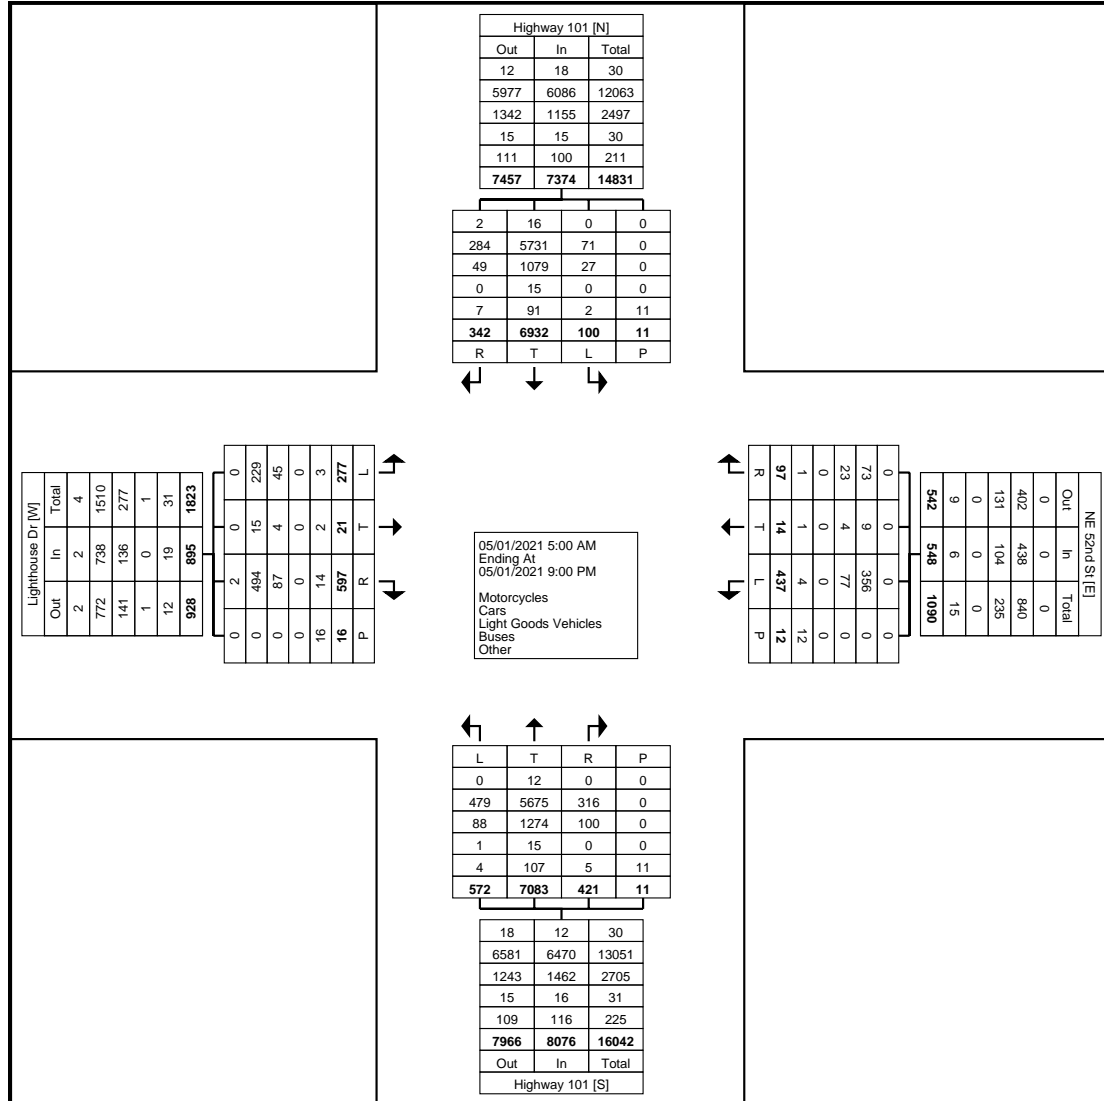 Highway 101 [N]
Out In Total
12 18 30
5977 6086 12063
1342 1155 2497
15 15 30
111 100 211
7457 7374 14831
2 16 0 0
284 5731 71 0
49 1079 27 0
0 15 0 0
7 91 2 11
342 6932 100 11
R T L P
Lighthouse Dr [W]
Out In Total
2 2 4
772 738 1510
141 136 277
1 0 1
12 19 31
928 895 1823
0 0 2 0
229 15 494 0
45 4 87 0
0 0 0 0
3 2 14 16
277 21 597 16
L T R P
05/01/2021 5:00 AM
Ending At
05/01/2021 9:00 PM
Motorcycles
Cars
Light Goods Vehicles
Buses
Other
NE 52nd St [E]
Out In Total
0 0 0
402 438 840
131 104 235
0 0 0
9 6 15
542 548 1090
0 0 0 0
73 9 356 0
23 4 77 0
0 0 0 0
1 1 4 12
97 14 437 12
R T L P
L T R P
0 12 0 0
479 5675 316 0
88 1274 100 0
1 15 0 0
4 107 5 11
572 7083 421 11
18 12 30
6581 6470 13051
1243 1462 2705
15 16 31
109 116 225
7966 8076 16042
Out In Total
Highway 101 [S]